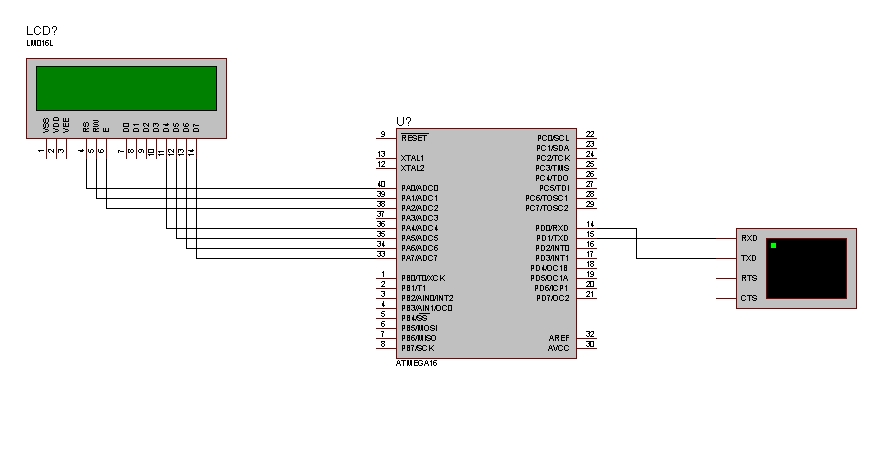 LCD?
LM016L
VSS
VDD
VEE
RS
RW
E
D0
D1
D2
D3
D4
D5
D6
D7
1
2
3
4
5
6
7
8
9
10
11
12
13
14
U?
9 RESET
13 XTAL1
12 XTAL2
40 PA0/ADC0
39 PA1/ADC1
38 PA2/ADC2
37 PA3/ADC3
36 PA4/ADC4
35 PA5/ADC5
34 PA6/ADC6
33 PA7/ADC7
1 PB0/T0/XCK
2 PB1/T1
3 PB2/AIN0/INT2
4 PB3/AIN1/OC0
5 PB4/SS
6 PB5/MOSI
7 PB6/MISO
8 PB7/SCK
PC0/SCL 22
PC1/SDA 23
PC2/TCK 24
PC3/TMS 25
PC4/TDO 26
PC5/TDI 27
PC6/TOSC1 28
PC7/TOSC2 29
PD0/RXD 14
PD1/TXD 15
PD2/INT0 16
PD3/INT1 17
PD4/OC1B 18
PD5/OC1A 19
PD6/ICP1 20
PD7/OC2 21
AREF 32
AVCC 30
ATMEGA16
RXD
TXD
RTS
CTS